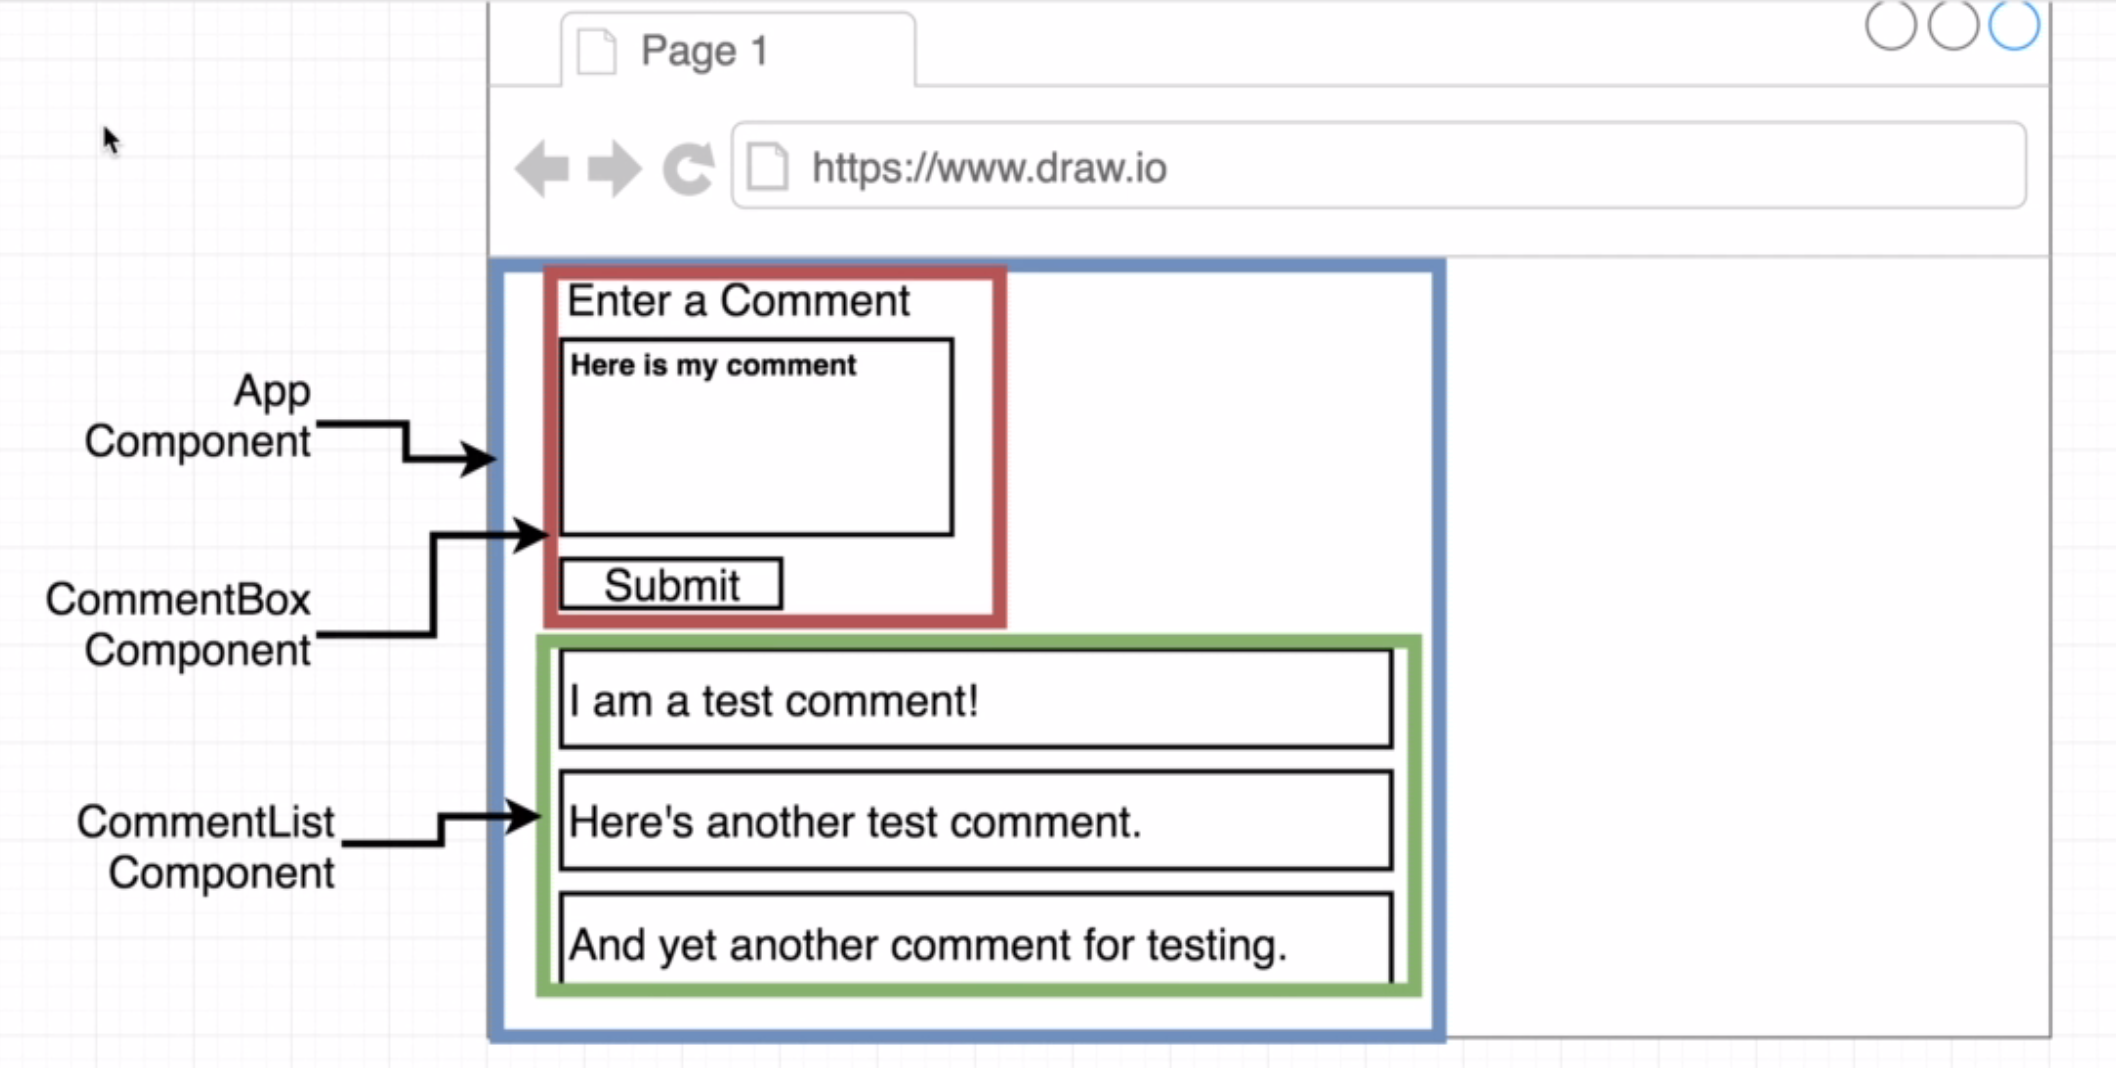 Page 1
https://www.draw.io
Enter a Comment
Here is my comment
App
Component
Submit
CommentBox
Component
I am a test comment!
Here's another test comment.
CommentList
Component
And yet another comment for testing.